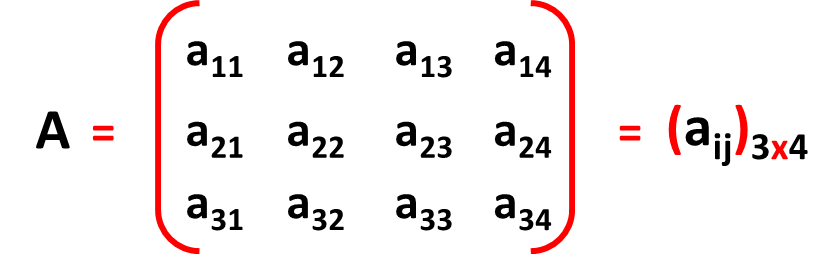 a₁₁ a₁₂ a₁₃ a₁₄
A = ( a₂₁ a₂₂ a₂₃ a₂₄ ) = (aᵢⱼ)₃ₓ₄
a₃₁ a₃₂ a₃₃ a₃₄